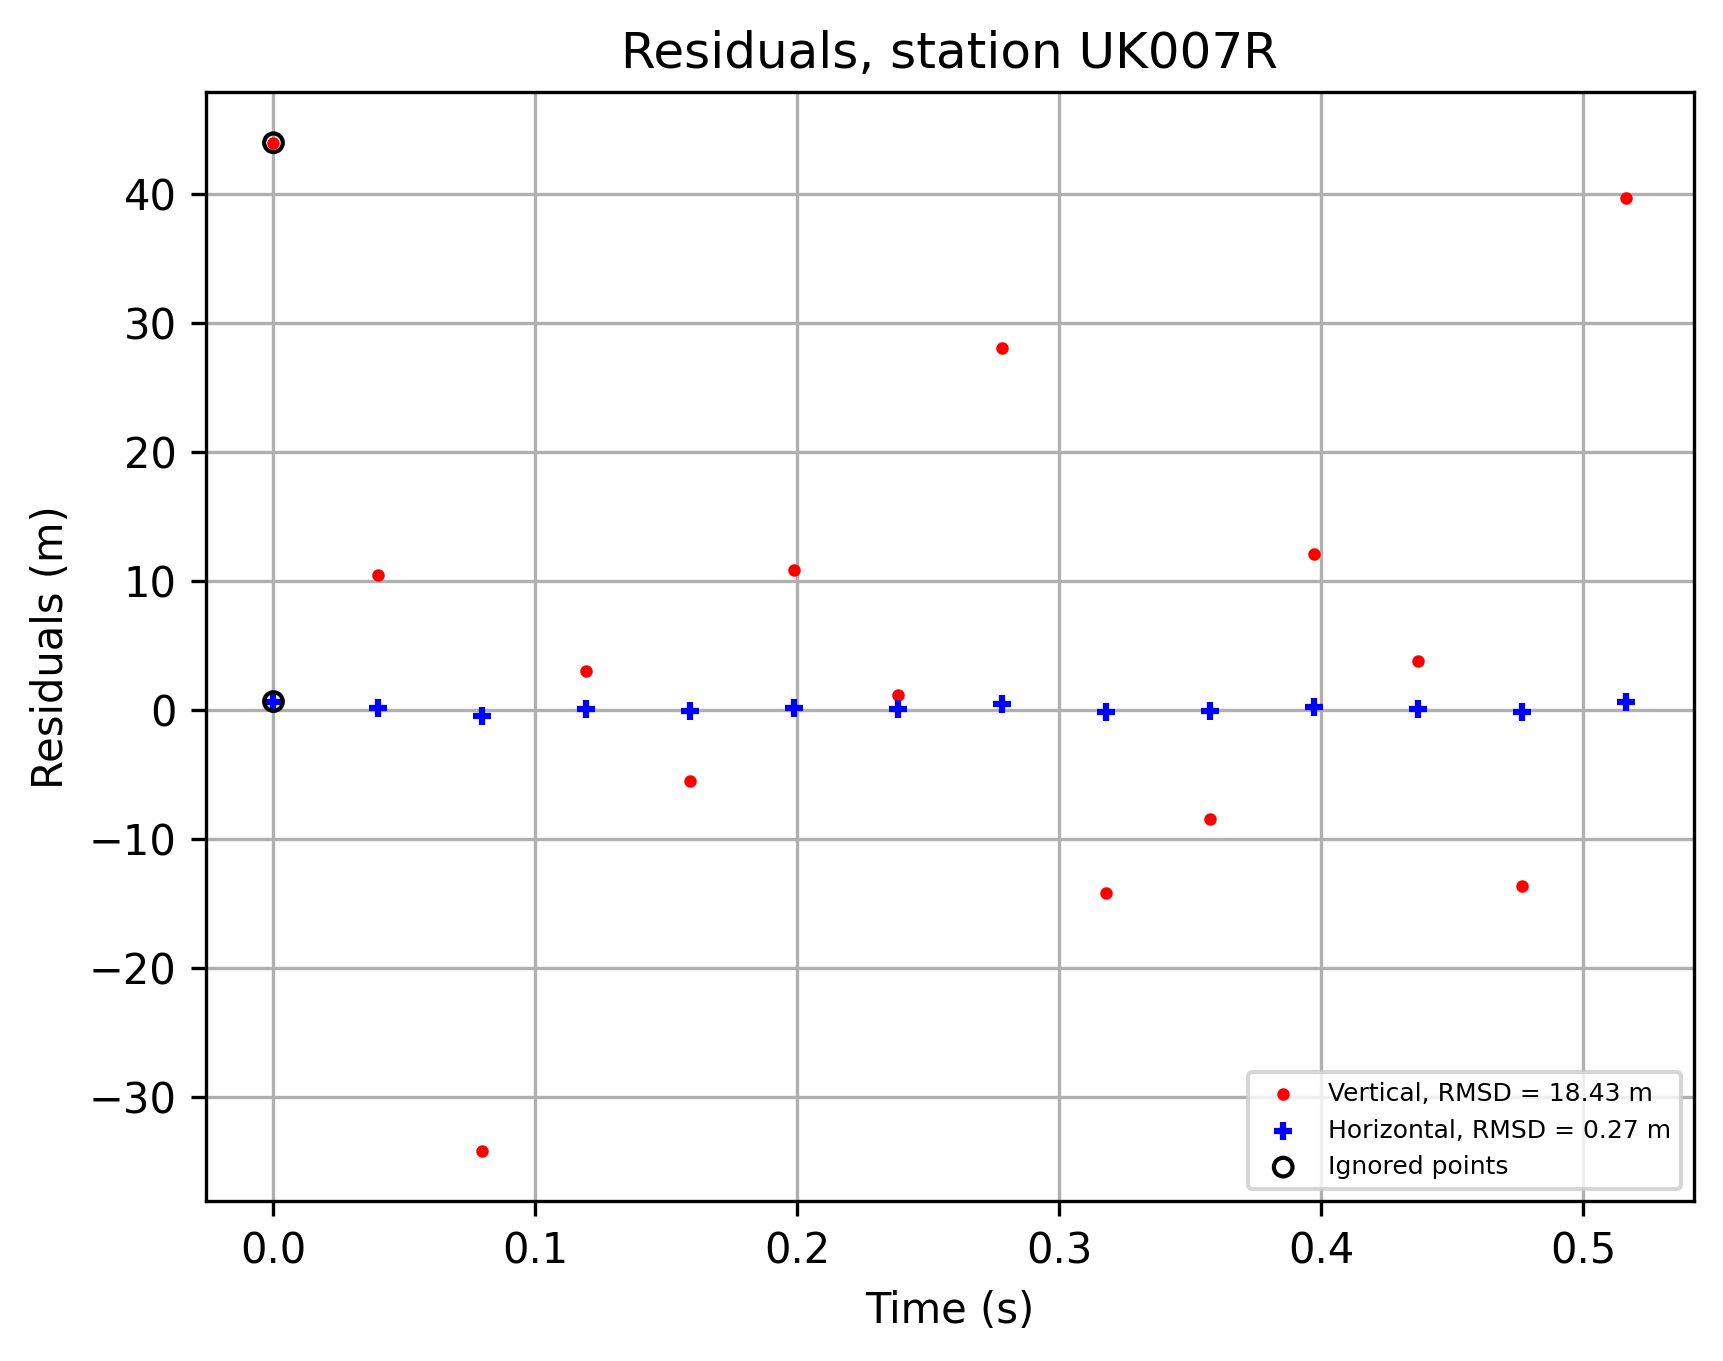 Residuals, station UK007R
Residuals (m)
40
30
20
10
0
−10
−20
−30
0.0 0.1 0.2 0.3 0.4 0.5
Time (s)
Vertical, RMSD = 18.43 m
Horizontal, RMSD = 0.27 m
Ignored points